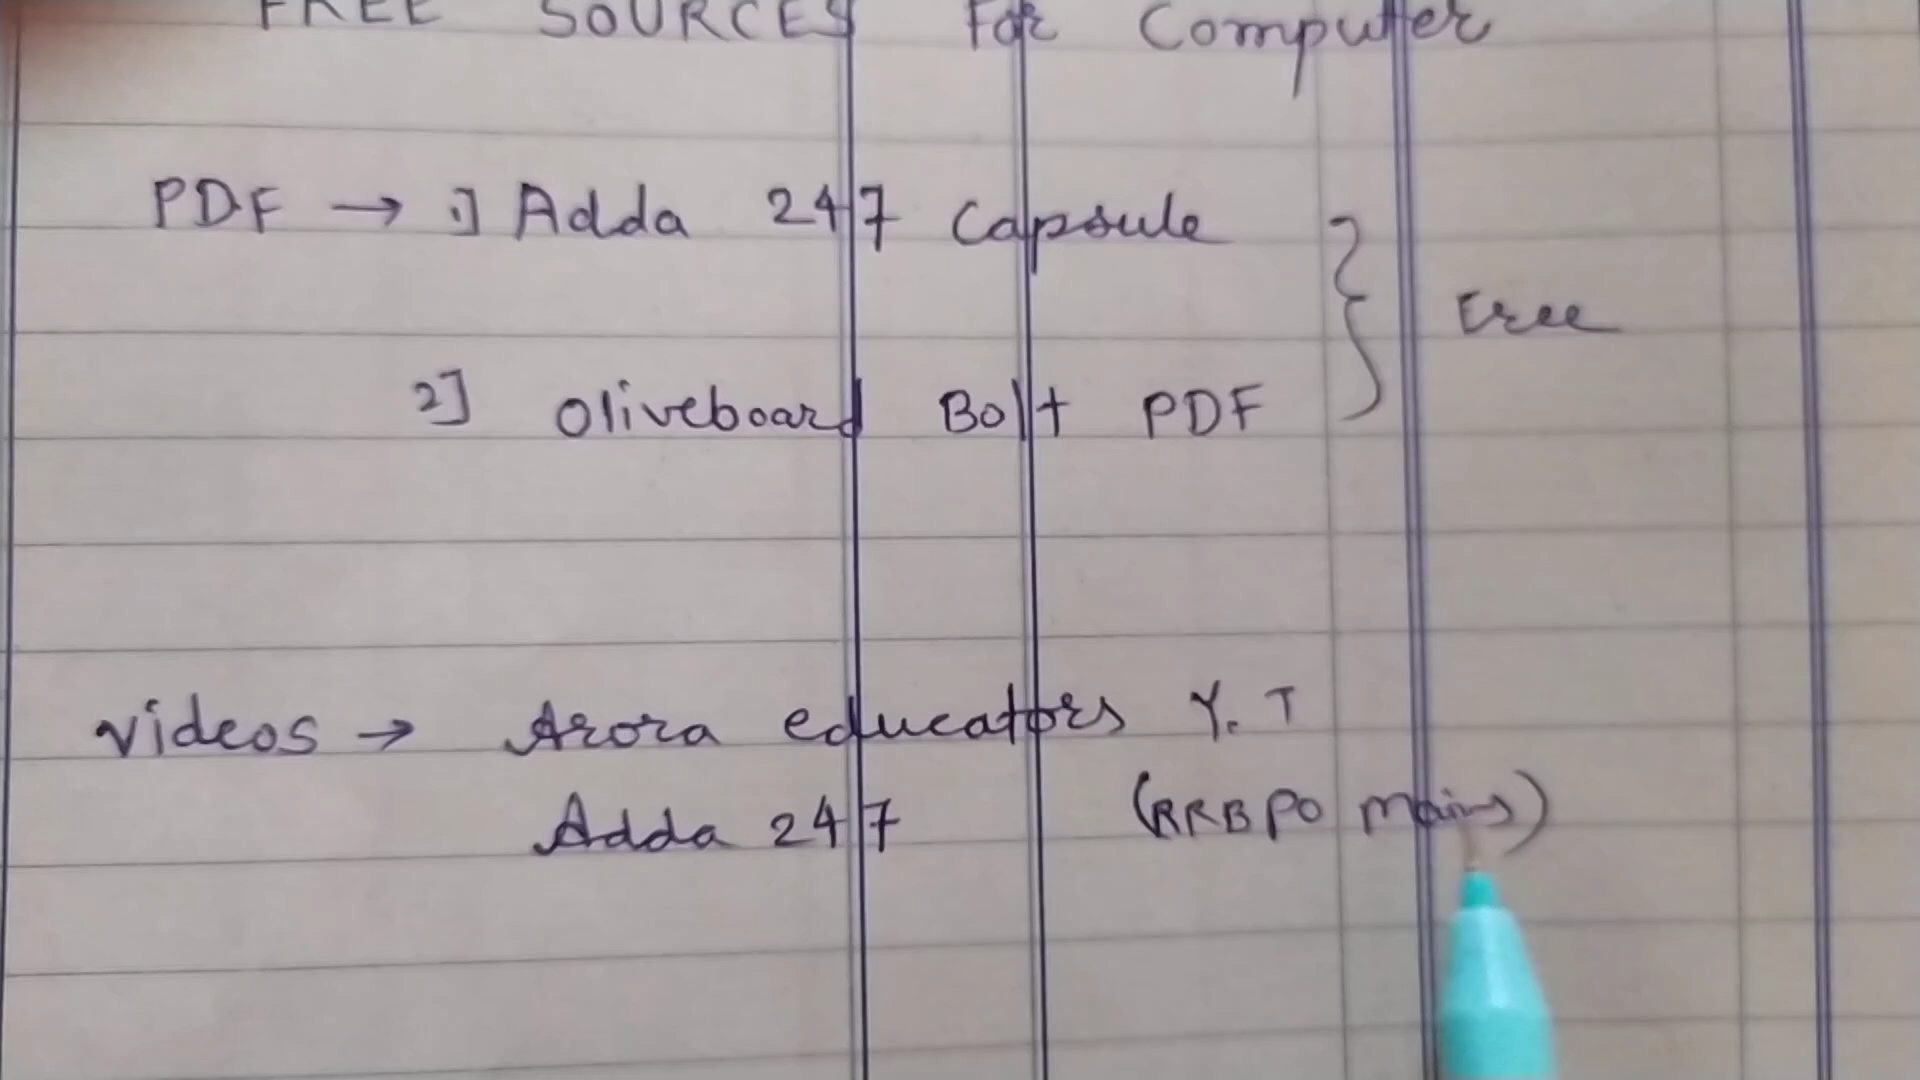 FREE SOURCES For Computer
PDF → 1] Adda 247 Capsule
Free
2] Oliveboard Bolt PDF
videos → Arora educators Y.T
Adda 247 (RRB PO mains)